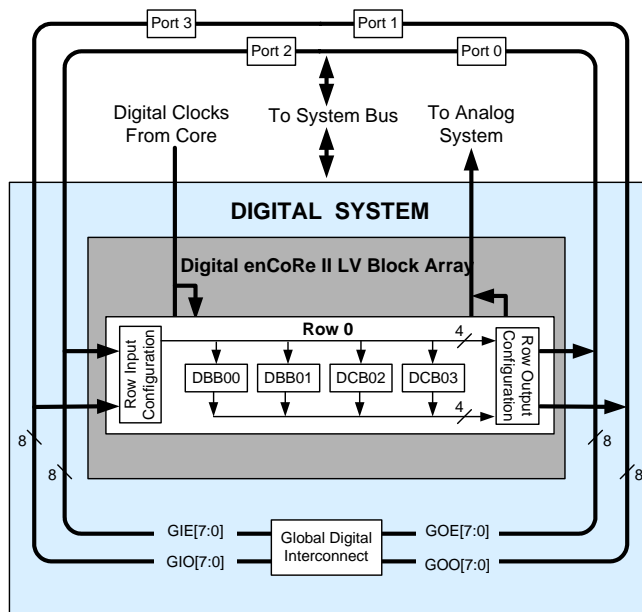 Port 3
Port 1
Port 2
Port 0
Digital Clocks
From Core
To System Bus
To Analog
System
DIGITAL SYSTEM
Digital enCoRe II LV Block Array
Row 0
4
Row Input
Configuration
DBB00
DBB01
DCB02
DCB03
Row Output
Configuration
4
8
8
8
8
GIE[7:0]
GIO[7:0]
Global Digital
Interconnect
GOE[7:0]
GOO[7:0]